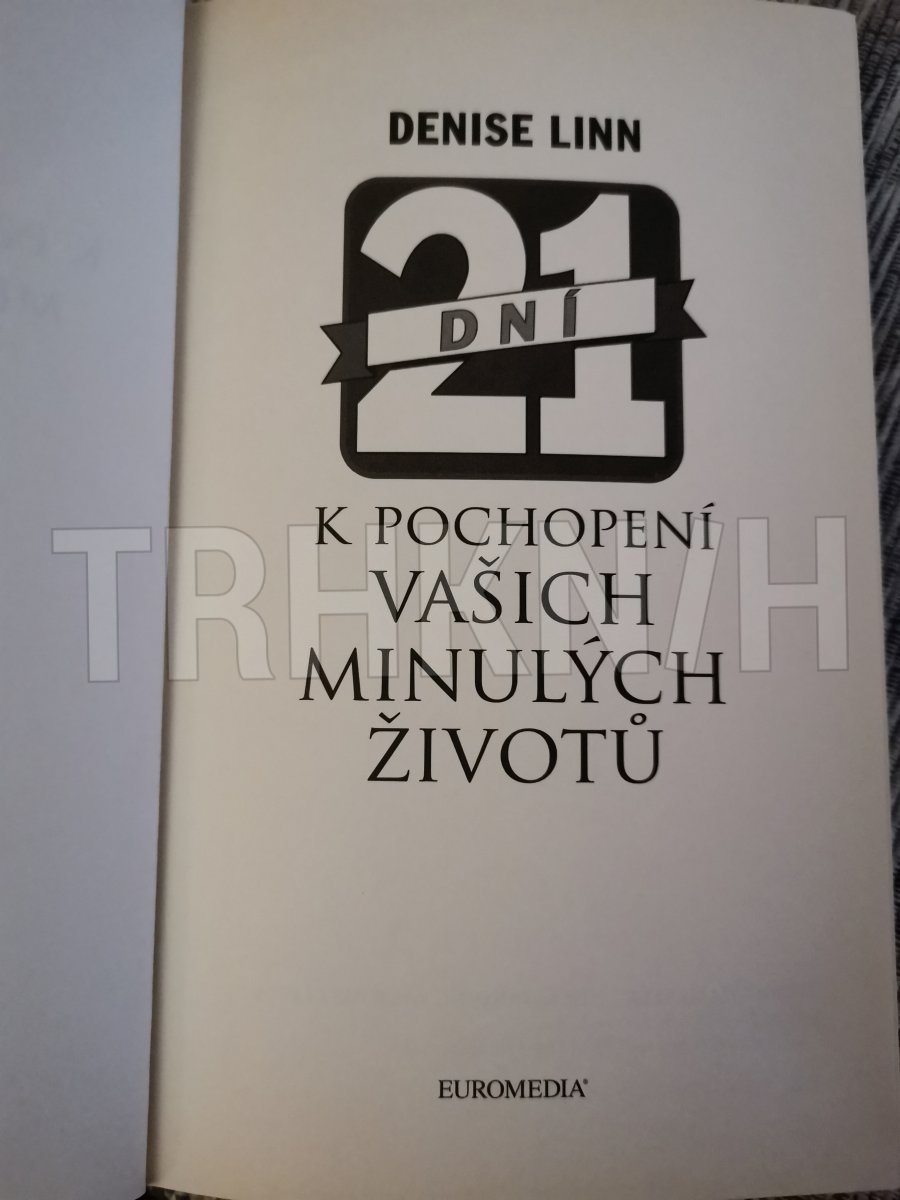 DENISE LINN
21
DNÍ
K POCHOPENÍ
VAŠICH
MINULÝCH
ŽIVOTŮ
TRHKNIH
EUROMEDIA®